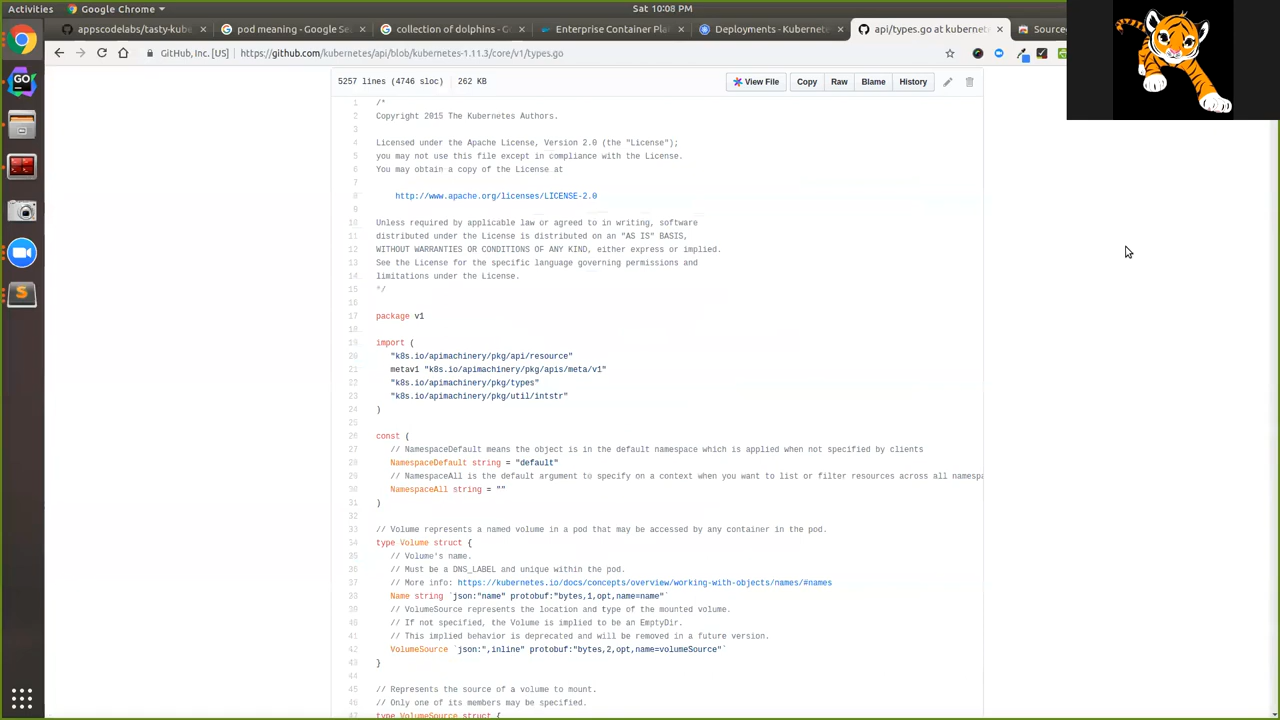 Activities
Google Chrome
Sat 10:08 PM
appscodelabs/tasty-kub
pod meaning - Google Se
collection of dolphins - G
Enterprise Container Pla
Deployments - Kubernete
api/types.go at kubernet
Source
GitHub, Inc. [US]
https://github.com/kubernetes/api/blob/kubernetes-1.11.3/core/v1/types.go
5257 lines (4746 sloc)
262 KB
View File
Copy
Raw
Blame
History
1 /*
2 Copyright 2015 The Kubernetes Authors.
3
4 Licensed under the Apache License, Version 2.0 (the "License");
5 you may not use this file except in compliance with the License.
6 You may obtain a copy of the License at
7
8 http://www.apache.org/licenses/LICENSE-2.0
9
10 Unless required by applicable law or agreed to in writing, software
11 distributed under the License is distributed on an "AS IS" BASIS,
12 WITHOUT WARRANTIES OR CONDITIONS OF ANY KIND, either express or implied.
13 See the License for the specific language governing permissions and
14 limitations under the License.
15 */
16
17 package v1
18
19 import (
20 "k8s.io/apimachinery/pkg/api/resource"
21 metav1 "k8s.io/apimachinery/pkg/apis/meta/v1"
22 "k8s.io/apimachinery/pkg/types"
23 "k8s.io/apimachinery/pkg/util/intstr"
24 )
25
26 const (
27 // NamespaceDefault means the object is in the default namespace which is applied when not specified by clients
28 NamespaceDefault string = "default"
29 // NamespaceAll is the default argument to specify on a context when you want to list or filter resources across all namespa
30 NamespaceAll string = ""
31 )
32
33 // Volume represents a named volume in a pod that may be accessed by any container in the pod.
34 type Volume struct {
35 // Volume's name.
36 // Must be a DNS_LABEL and unique within the pod.
37 // More info: https://kubernetes.io/docs/concepts/overview/working-with-objects/names/#names
38 Name string `json:"name" protobuf:"bytes,1,opt,name=name"`
39 // VolumeSource represents the location and type of the mounted volume.
40 // If not specified, the Volume is implied to be an EmptyDir.
41 // This implied behavior is deprecated and will be removed in a future version.
42 VolumeSource `json:",inline" protobuf:"bytes,2,opt,name=volumeSource"`
43 }
44
45 // Represents the source of a volume to mount.
46 // Only one of its members may be specified.
47 type VolumeSource struct {